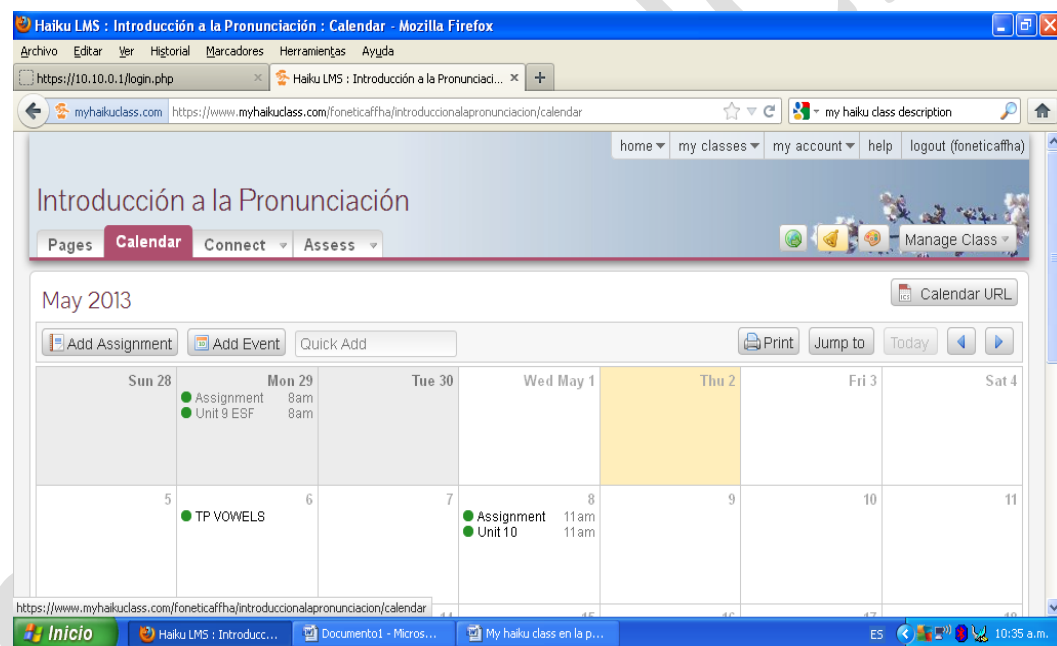 Haiku LMS : Introducción a la Pronunciación : Calendar - Mozilla Firefox
Archivo Editar Ver Historial Marcadores Herramientas Ayuda
https://10.10.0.1/login.php × Haiku LMS : Introducción a la Pronunciaci... × +
myhaikuclass.com https://www.myhaikuclass.com/foneticaffha/introduccionalapronunciacion/calendar my haiku class description
home my classes my account help logout (foneticaffha)
Introducción a la Pronunciación
Pages Calendar Connect Assess Manage Class
May 2013 ICS Calendar URL
Add Assignment Add Event Quick Add Print Jump to Today
Sun 28 Mon 29 Tue 30 Wed May 1 Thu 2 Fri 3 Sat 4
Assignment 8am
Unit 9 ESF 8am
5 6 7 8 9 10 11
TP VOWELS Assignment 11am
Unit 10 11am
https://www.myhaikuclass.com/foneticaffha/introduccionalapronunciacion/calendar
Inicio Haiku LMS : Introducc... Documento1 - Micros... My haiku class en la p... ES 10:35 a.m.